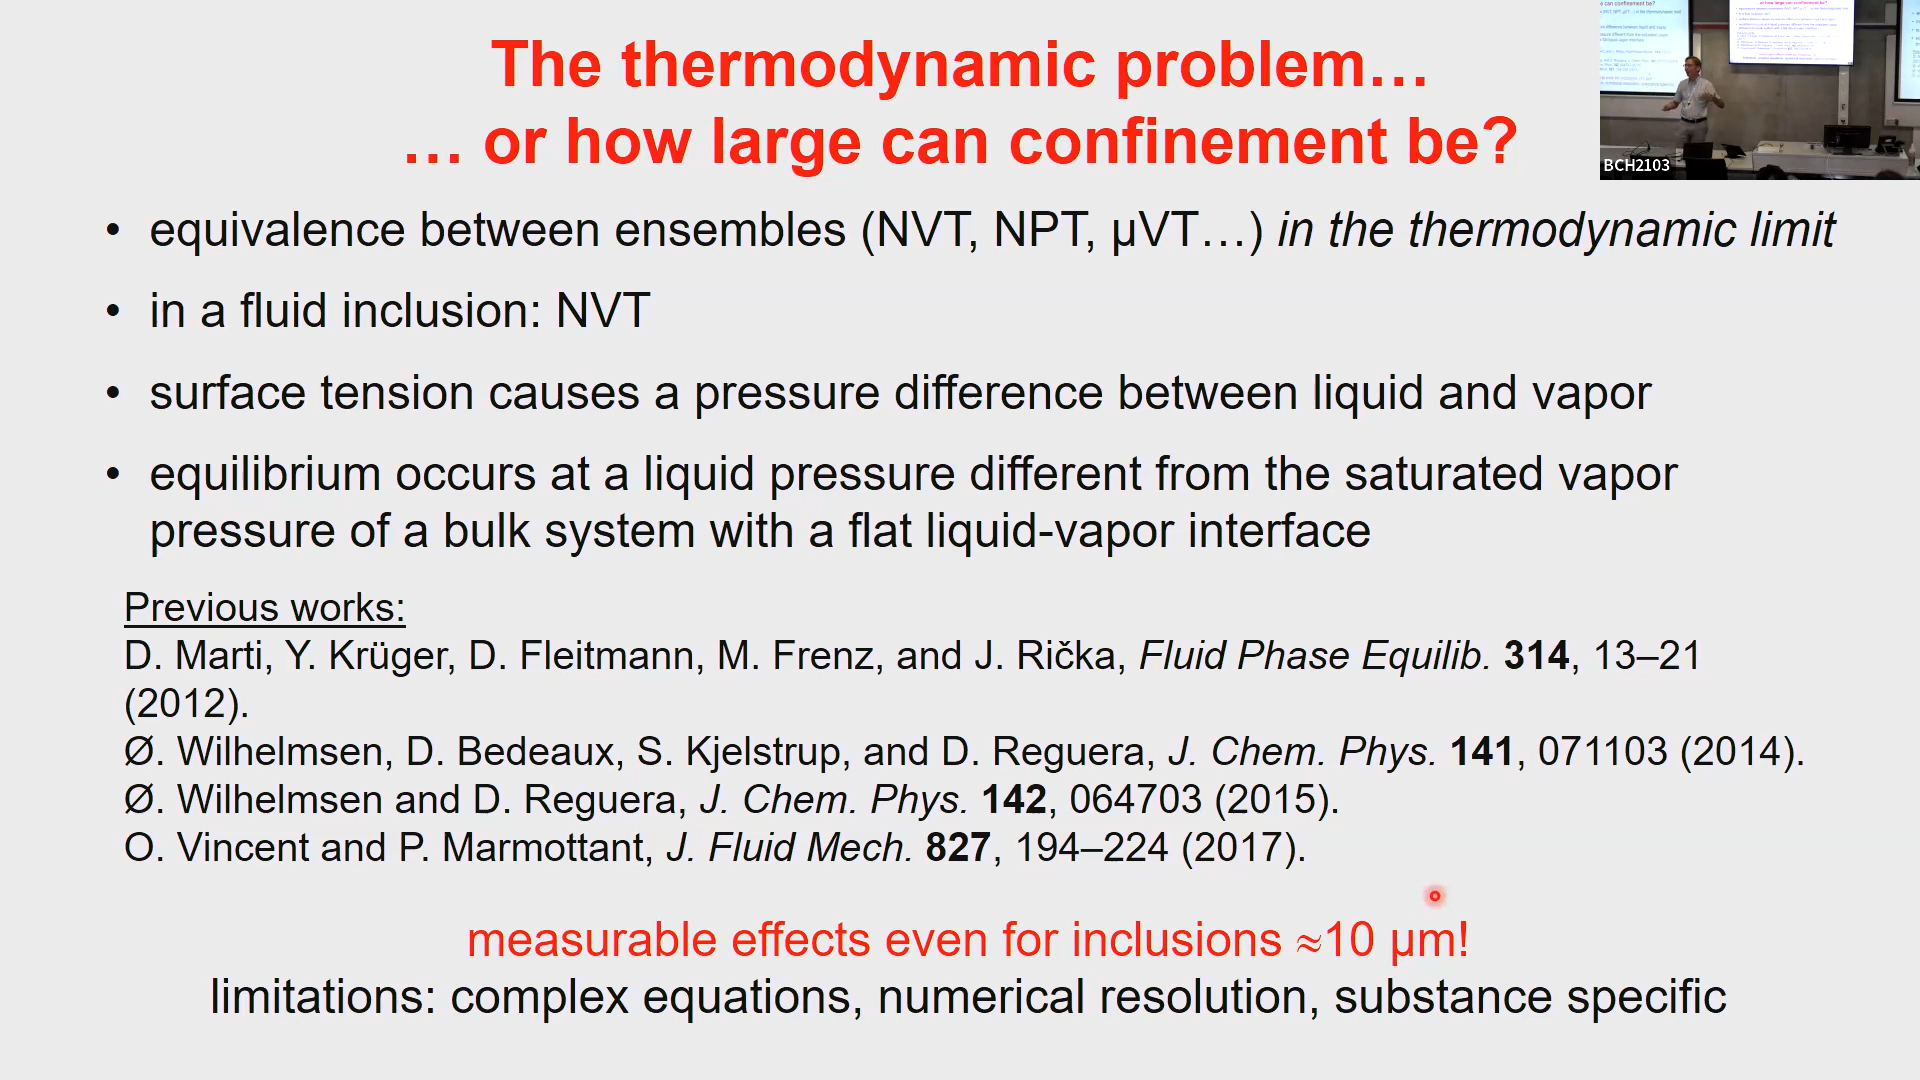 The thermodynamic problem…
… or how large can confinement be?
BCH2103
• equivalence between ensembles (NVT, NPT, µVT…) in the thermodynamic limit
• in a fluid inclusion: NVT
• surface tension causes a pressure difference between liquid and vapor
• equilibrium occurs at a liquid pressure different from the saturated vapor
pressure of a bulk system with a flat liquid-vapor interface
Previous works:
D. Marti, Y. Krüger, D. Fleitmann, M. Frenz, and J. Rička, Fluid Phase Equilib. 314, 13–21
(2012).
Ø. Wilhelmsen, D. Bedeaux, S. Kjelstrup, and D. Reguera, J. Chem. Phys. 141, 071103 (2014).
Ø. Wilhelmsen and D. Reguera, J. Chem. Phys. 142, 064703 (2015).
O. Vincent and P. Marmottant, J. Fluid Mech. 827, 194–224 (2017).
measurable effects even for inclusions ≈10 µm!
limitations: complex equations, numerical resolution, substance specific